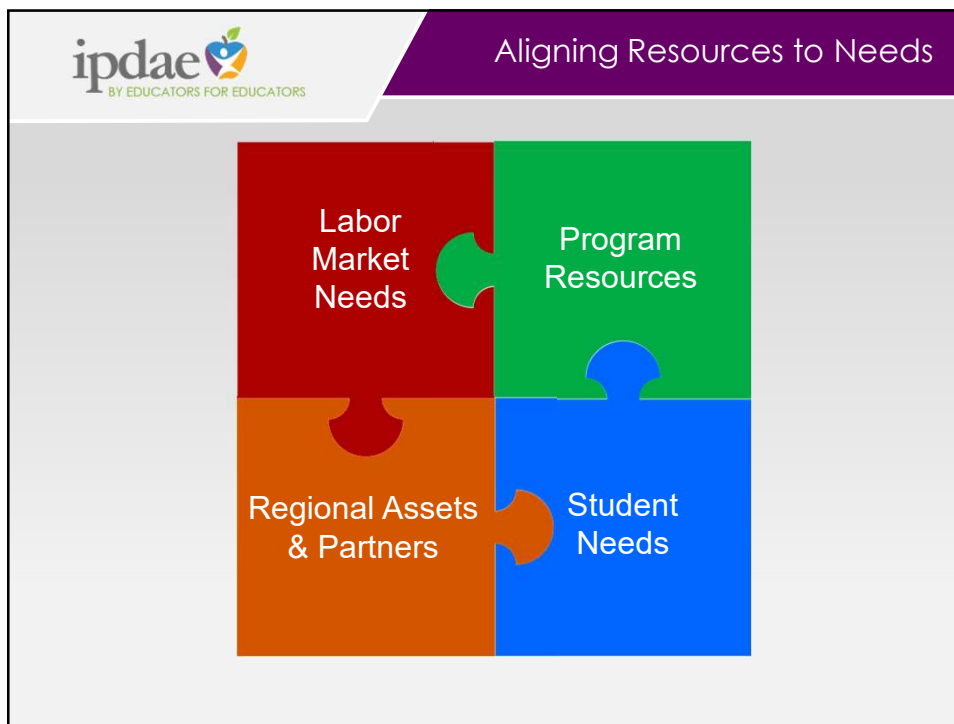 ipdae
BY EDUCATORS FOR EDUCATORS
Aligning Resources to Needs
Labor
Market
Needs
Program
Resources
Regional Assets
& Partners
Student
Needs